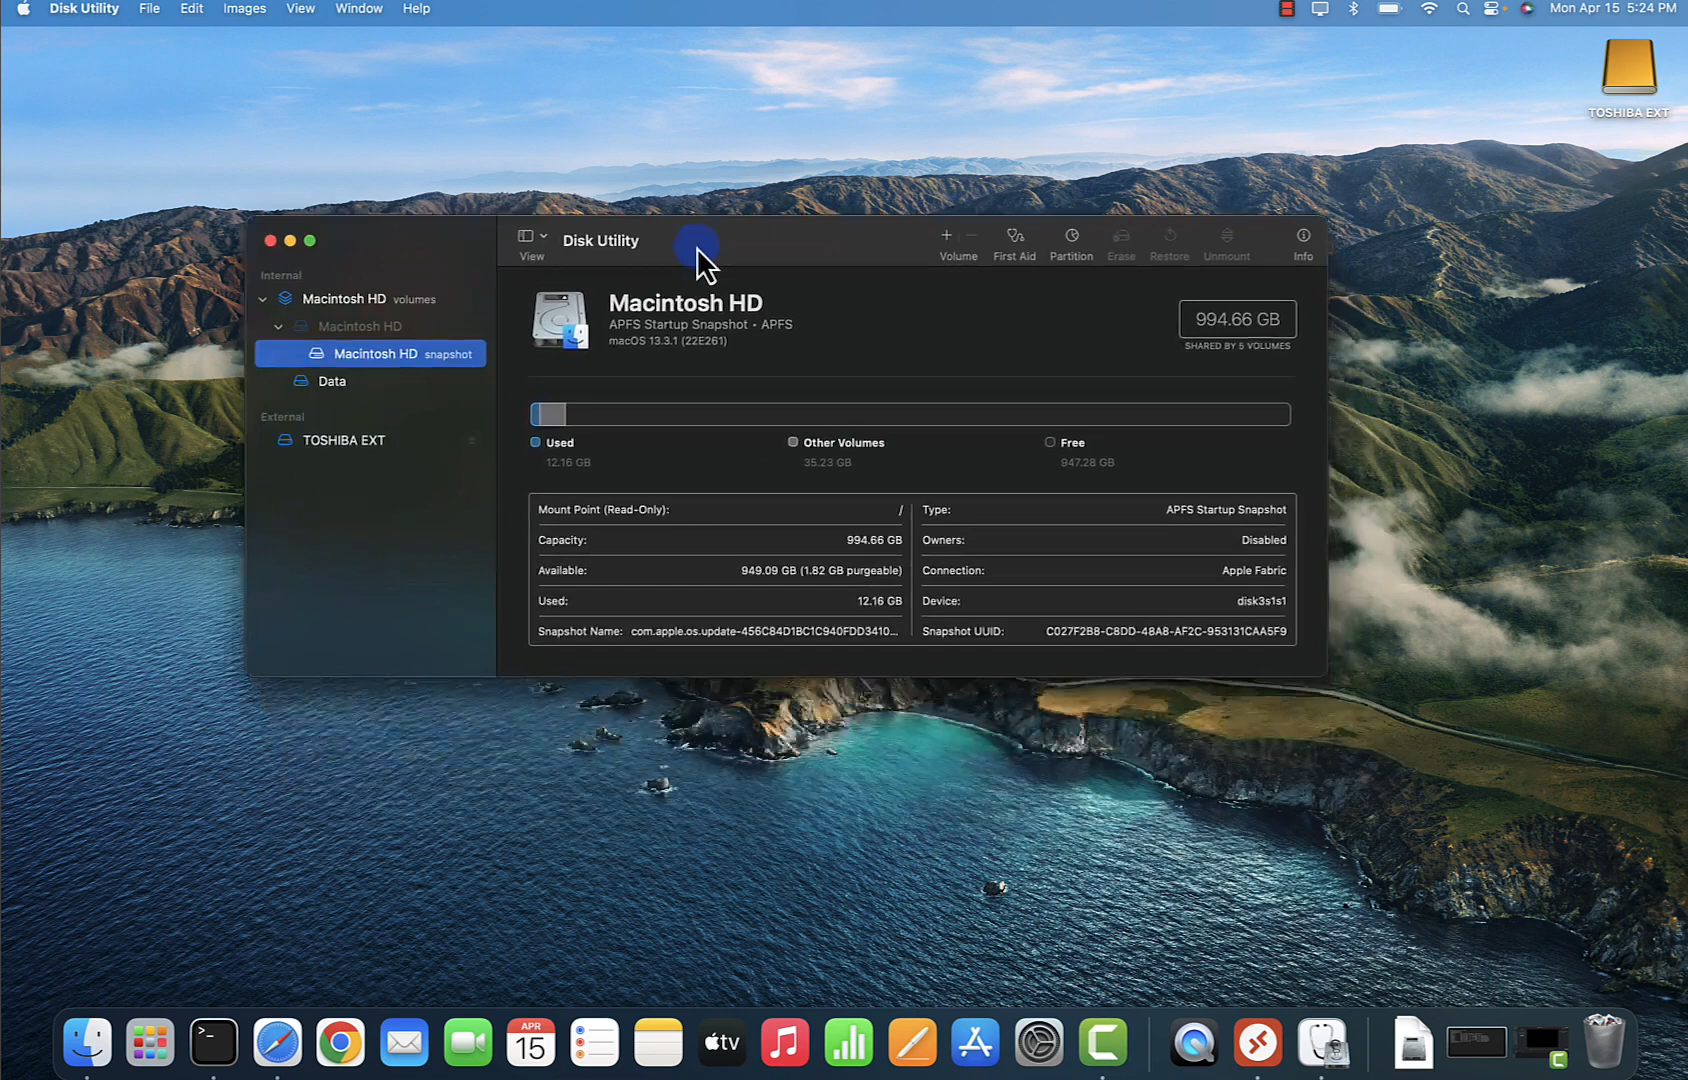 Disk Utility File Edit Images View Window Help Mon Apr 15 5:24 PM
TOSHIBA EXT
Disk Utility
View
Volume First Aid Partition Erase Restore Unmount Info
Internal
Macintosh HD volumes
Macintosh HD
Macintosh HD snapshot
Data
External
TOSHIBA EXT
Macintosh HD
APFS Startup Snapshot • APFS
macOS 13.3.1 (22E261)
994.66 GB
SHARED BY 5 VOLUMES
Used Other Volumes Free
12.16 GB 35.23 GB 947.28 GB
Mount Point (Read-Only): / Type: APFS Startup Snapshot
Capacity: 994.66 GB Owners: Disabled
Available: 949.09 GB (1.82 GB purgeable) Connection: Apple Fabric
Used: 12.16 GB Device: disk3s1s1
Snapshot Name: com.apple.os.update-456C84D1BC1C940FDD3410... Snapshot UUID: C027F2B8-C8DD-48A8-AF2C-953131CAA5F9
>_
APR
15
tv